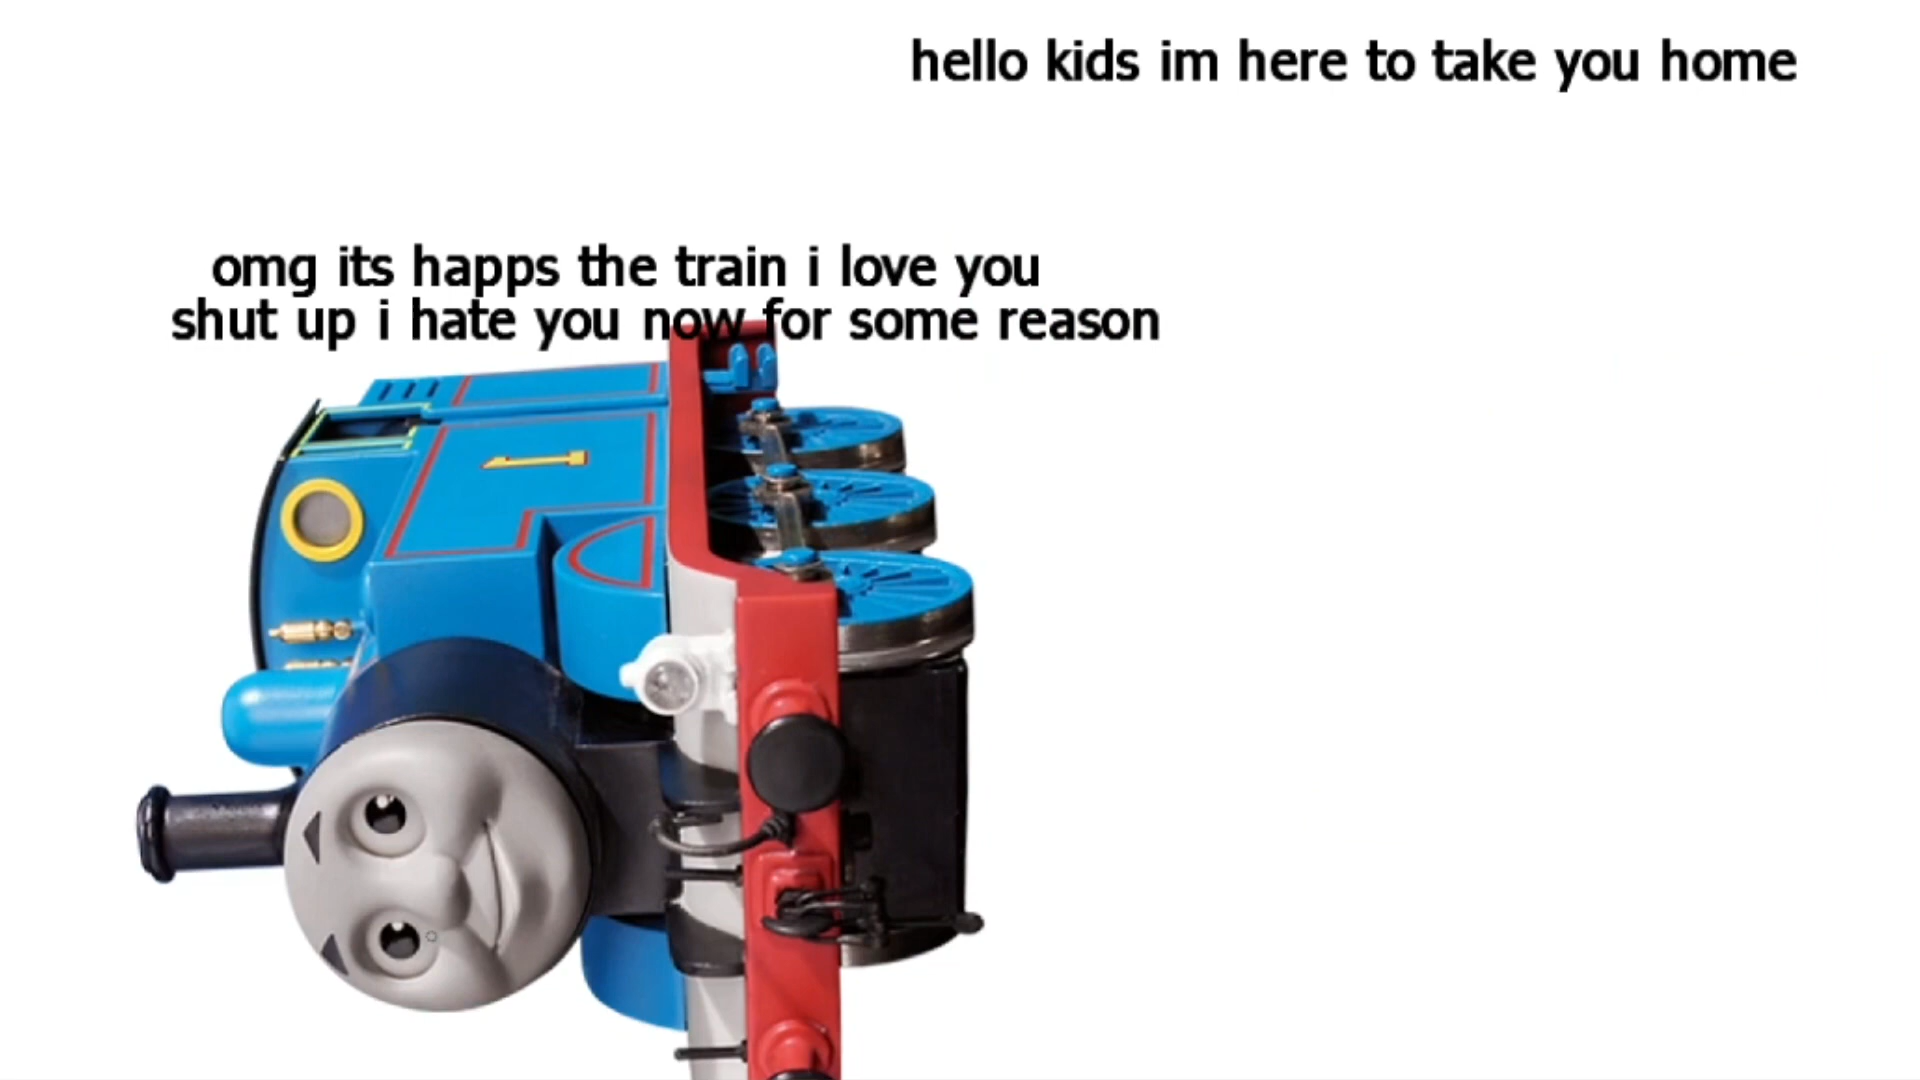 hello kids im here to take you home
omg its happs the train i love you
shut up i hate you now for some reason
1